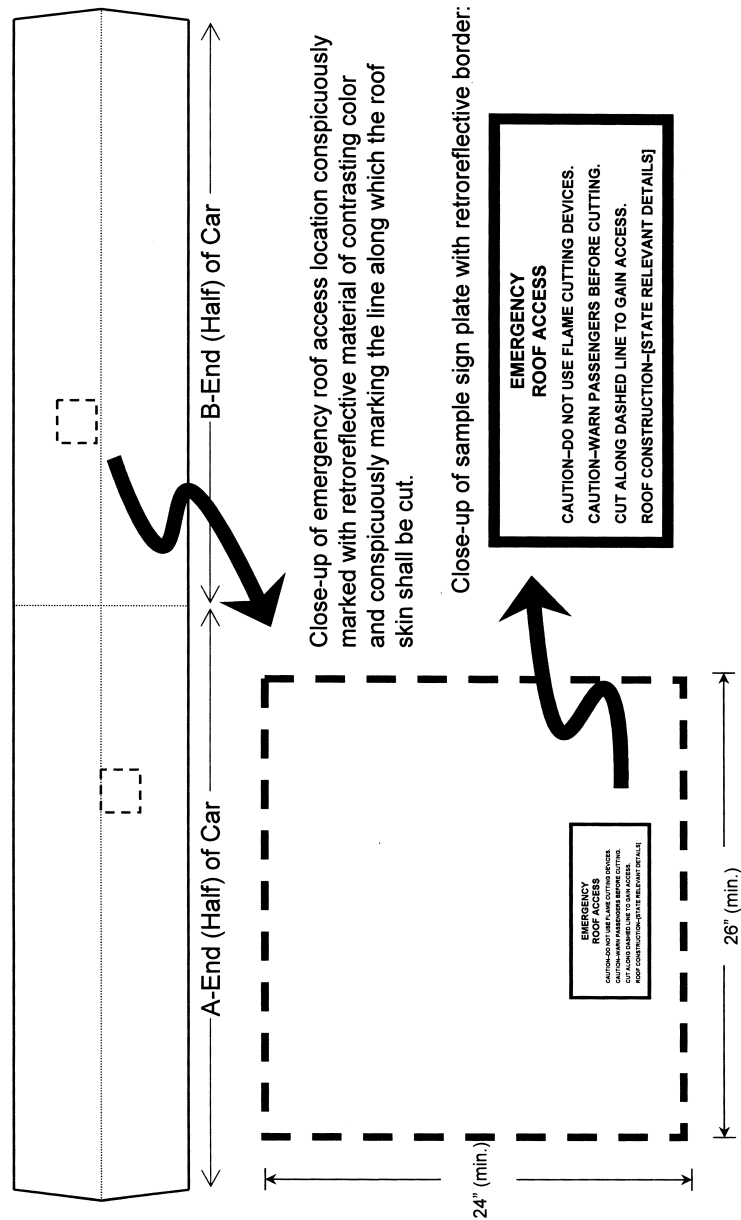 A-End (Half) of Car
B-End (Half) of Car
Close-up of emergency roof access location conspicuously
marked with retroreflective material of contrasting color
and conspicuously marking the line along which the roof
skin shall be cut.
Close-up of sample sign plate with retroreflective border:
EMERGENCY
ROOF ACCESS
CAUTION–DO NOT USE FLAME CUTTING DEVICES.
CAUTION–WARN PASSENGERS BEFORE CUTTING.
CUT ALONG DASHED LINE TO GAIN ACCESS.
ROOF CONSTRUCTION–[STATE RELEVANT DETAILS]
24" (min.)
EMERGENCY
ROOF ACCESS
CAUTION–DO NOT USE FLAME CUTTING DEVICES.
CAUTION–WARN PASSENGERS BEFORE CUTTING.
CUT ALONG DASHED LINE TO GAIN ACCESS.
ROOF CONSTRUCTION–[STATE RELEVANT DETAILS]
26" (min.)